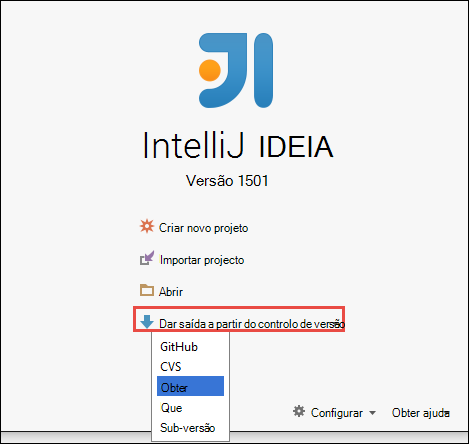 IntelliJ IDEIA
Versão 1501
Criar novo projeto
Importar projecto
Abrir
Dar saída a partir do controlo de versão
GitHub
CVS
Obter
Que
Sub-versão
Configurar
Obter ajuda